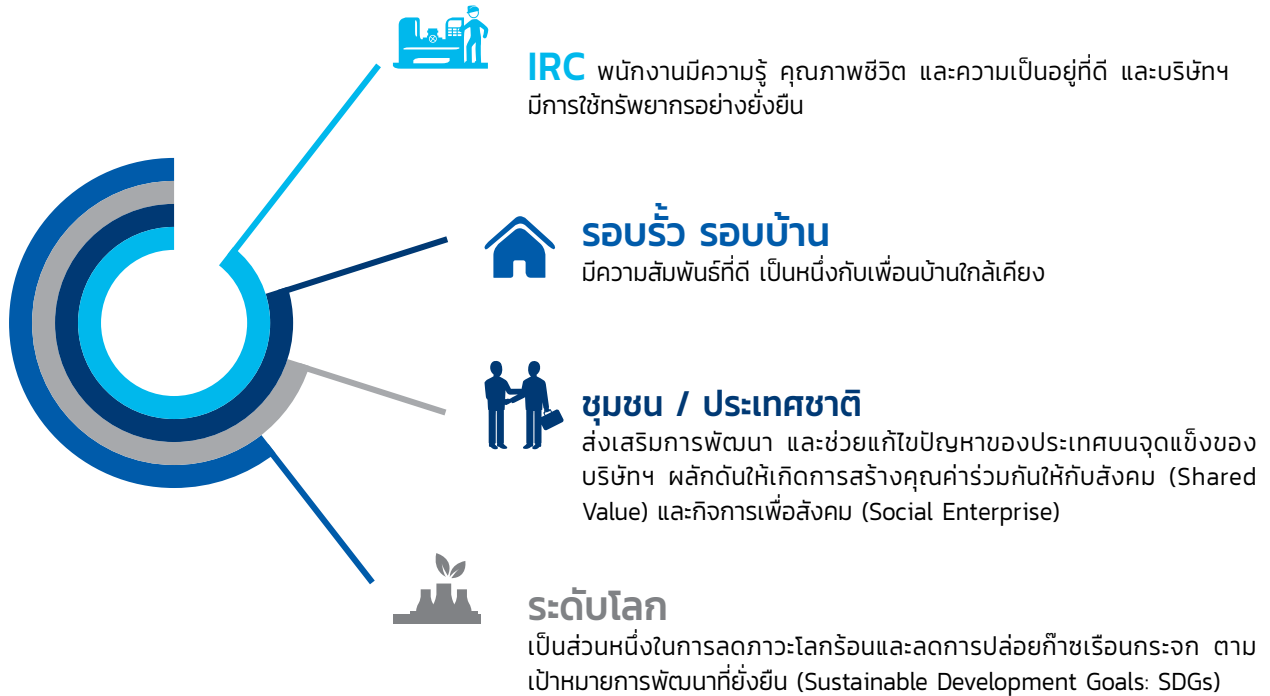 IRC พนักงานมีความรู้ คุณภาพชีวิต และความเป็นอยู่ที่ดี และบริษัทฯ
มีการใช้ทรัพยากรอย่างยั่งยืน
รอบรั้ว รอบบ้าน
มีความสัมพันธ์ที่ดี เป็นหนึ่งกับเพื่อนบ้านใกล้เคียง
ชุมชน / ประเทศชาติ
ส่งเสริมการพัฒนา และช่วยแก้ไขปัญหาของประเทศบนจุดแข็งของ
บริษัทฯ ผลักดันให้เกิดการสร้างคุณค่าร่วมกันให้กับสังคม (Shared
Value) และกิจการเพื่อสังคม (Social Enterprise)
ระดับโลก
เป็นส่วนหนึ่งในการลดภาวะโลกร้อนและลดการปล่อยก๊าซเรือนกระจก ตาม
เป้าหมายการพัฒนาที่ยั่งยืน (Sustainable Development Goals: SDGs)